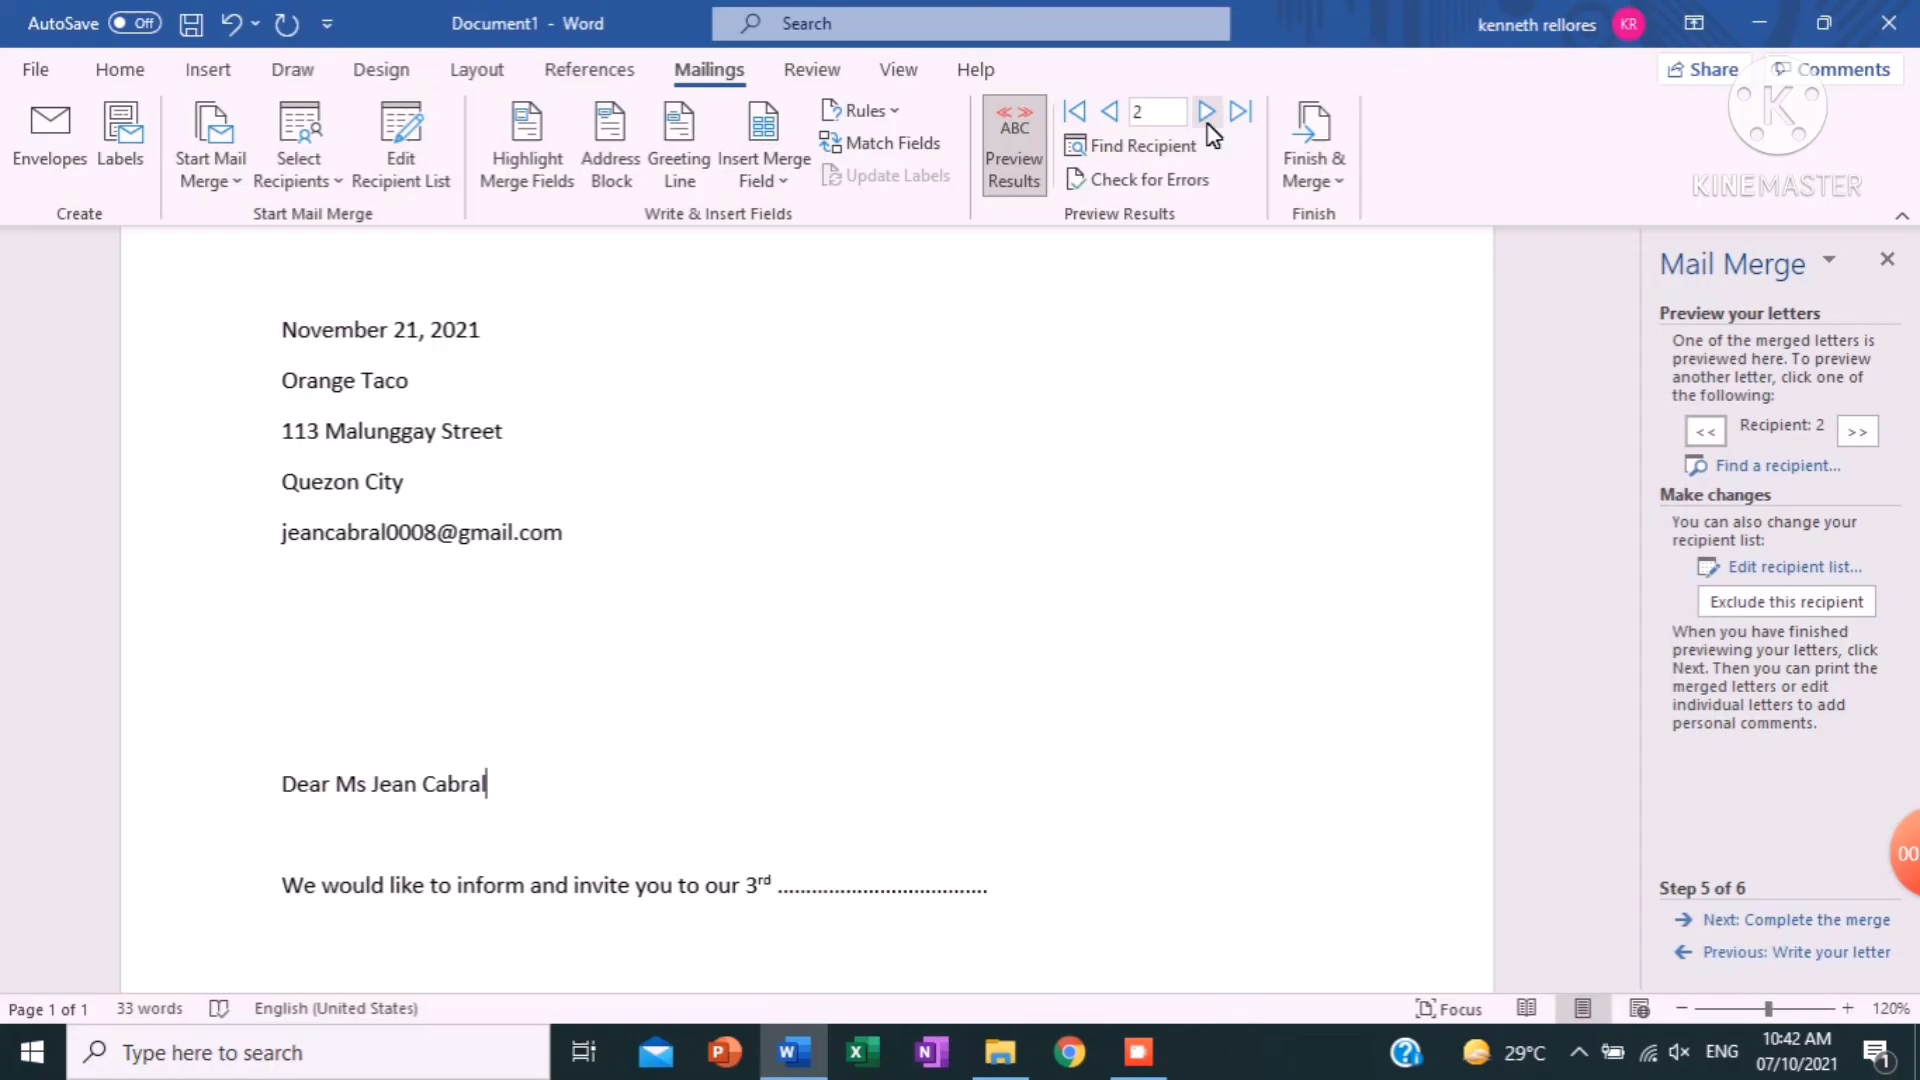 AutoSave Off Document1 - Word Search kenneth rellores KR
File Home Insert Draw Design Layout References Mailings Review View Help Share Comments
Envelopes Labels
Create
Start Mail Merge
Select Recipients
Edit Recipient List
Start Mail Merge
Highlight Merge Fields
Address Block
Greeting Line
Insert Merge Field
Rules
Match Fields
Update Labels
Write & Insert Fields
ABC
Preview Results
2
Find Recipient
Check for Errors
Preview Results
Finish & Merge
Finish
K
KINEMASTER
November 21, 2021
Orange Taco
113 Malunggay Street
Quezon City
jeancabral0008@gmail.com
Dear Ms Jean Cabral
We would like to inform and invite you to our 3rd ....................................
Mail Merge
Preview your letters
One of the merged letters is
previewed here. To preview
another letter, click one of
the following:
<< Recipient: 2 >>
Find a recipient...
Make changes
You can also change your
recipient list:
Edit recipient list...
Exclude this recipient
When you have finished
previewing your letters, click
Next. Then you can print the
merged letters or edit
individual letters to add
personal comments.
00
Step 5 of 6
Next: Complete the merge
Previous: Write your letter
Page 1 of 1 33 words English (United States) Focus 120%
Type here to search 29°C ENG 10:42 AM
07/10/2021 1